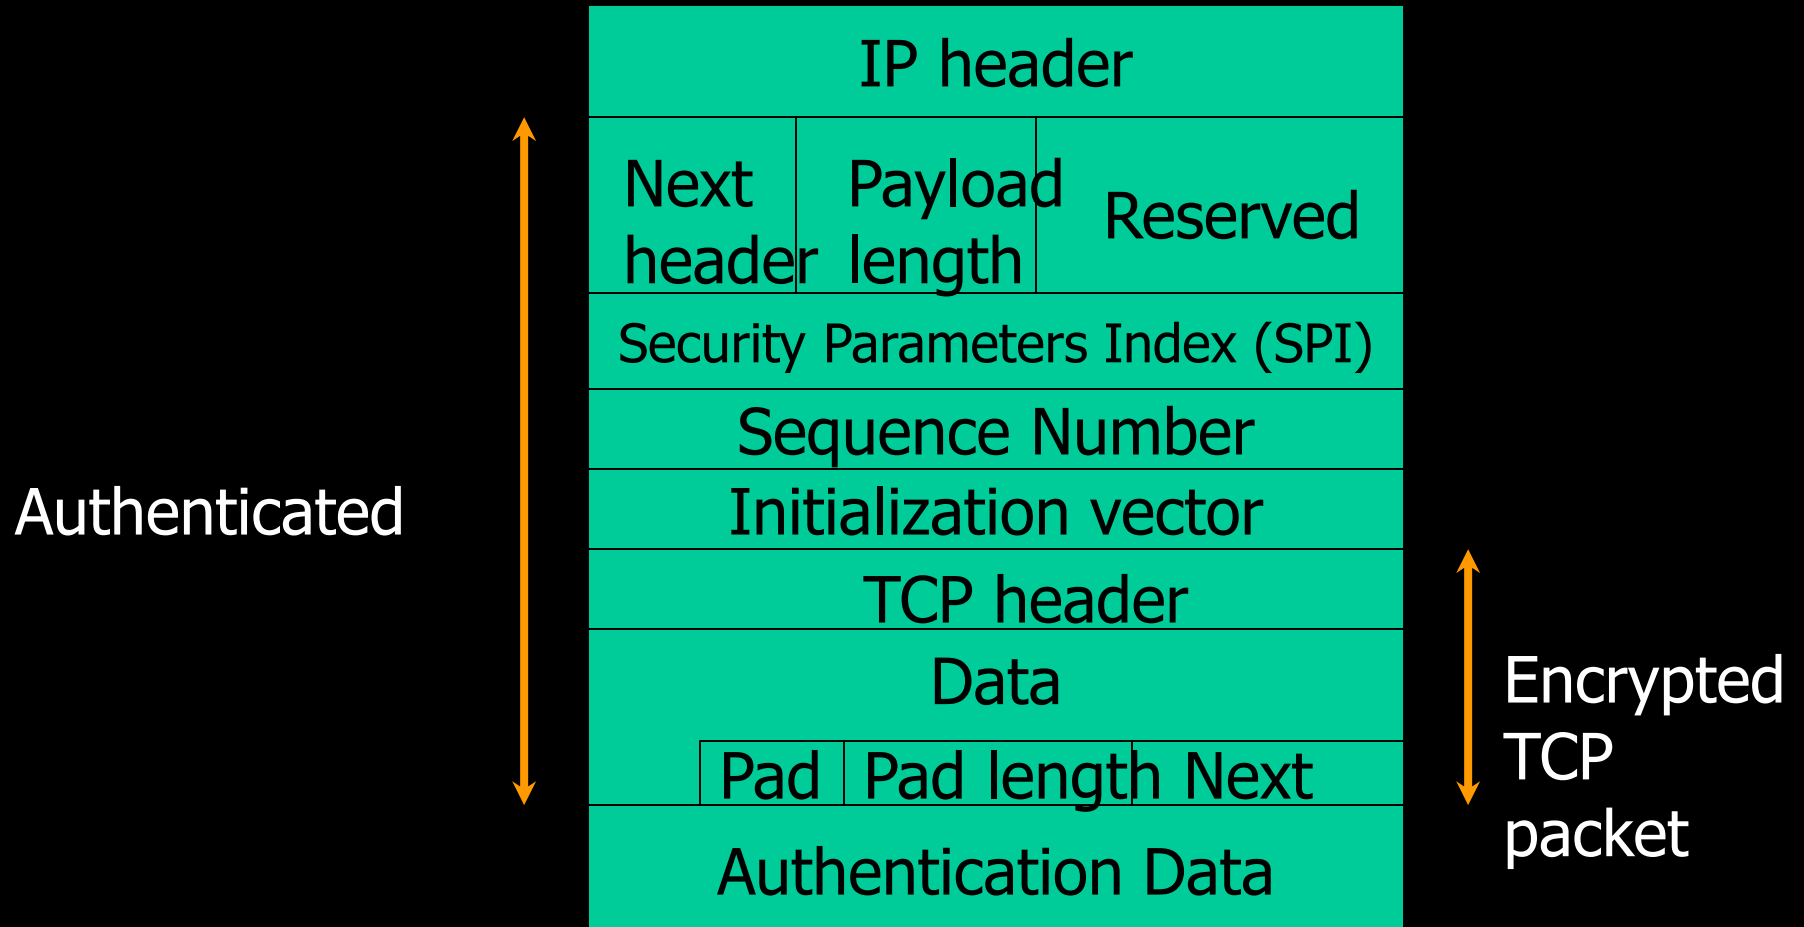 IP header
Next
header
Payload
length
Reserved
Security Parameters Index (SPI)
Sequence Number
Authenticated
Initialization vector
TCP header
Data
Encrypted
TCP
packet
Pad
Pad length
Next
Authentication Data